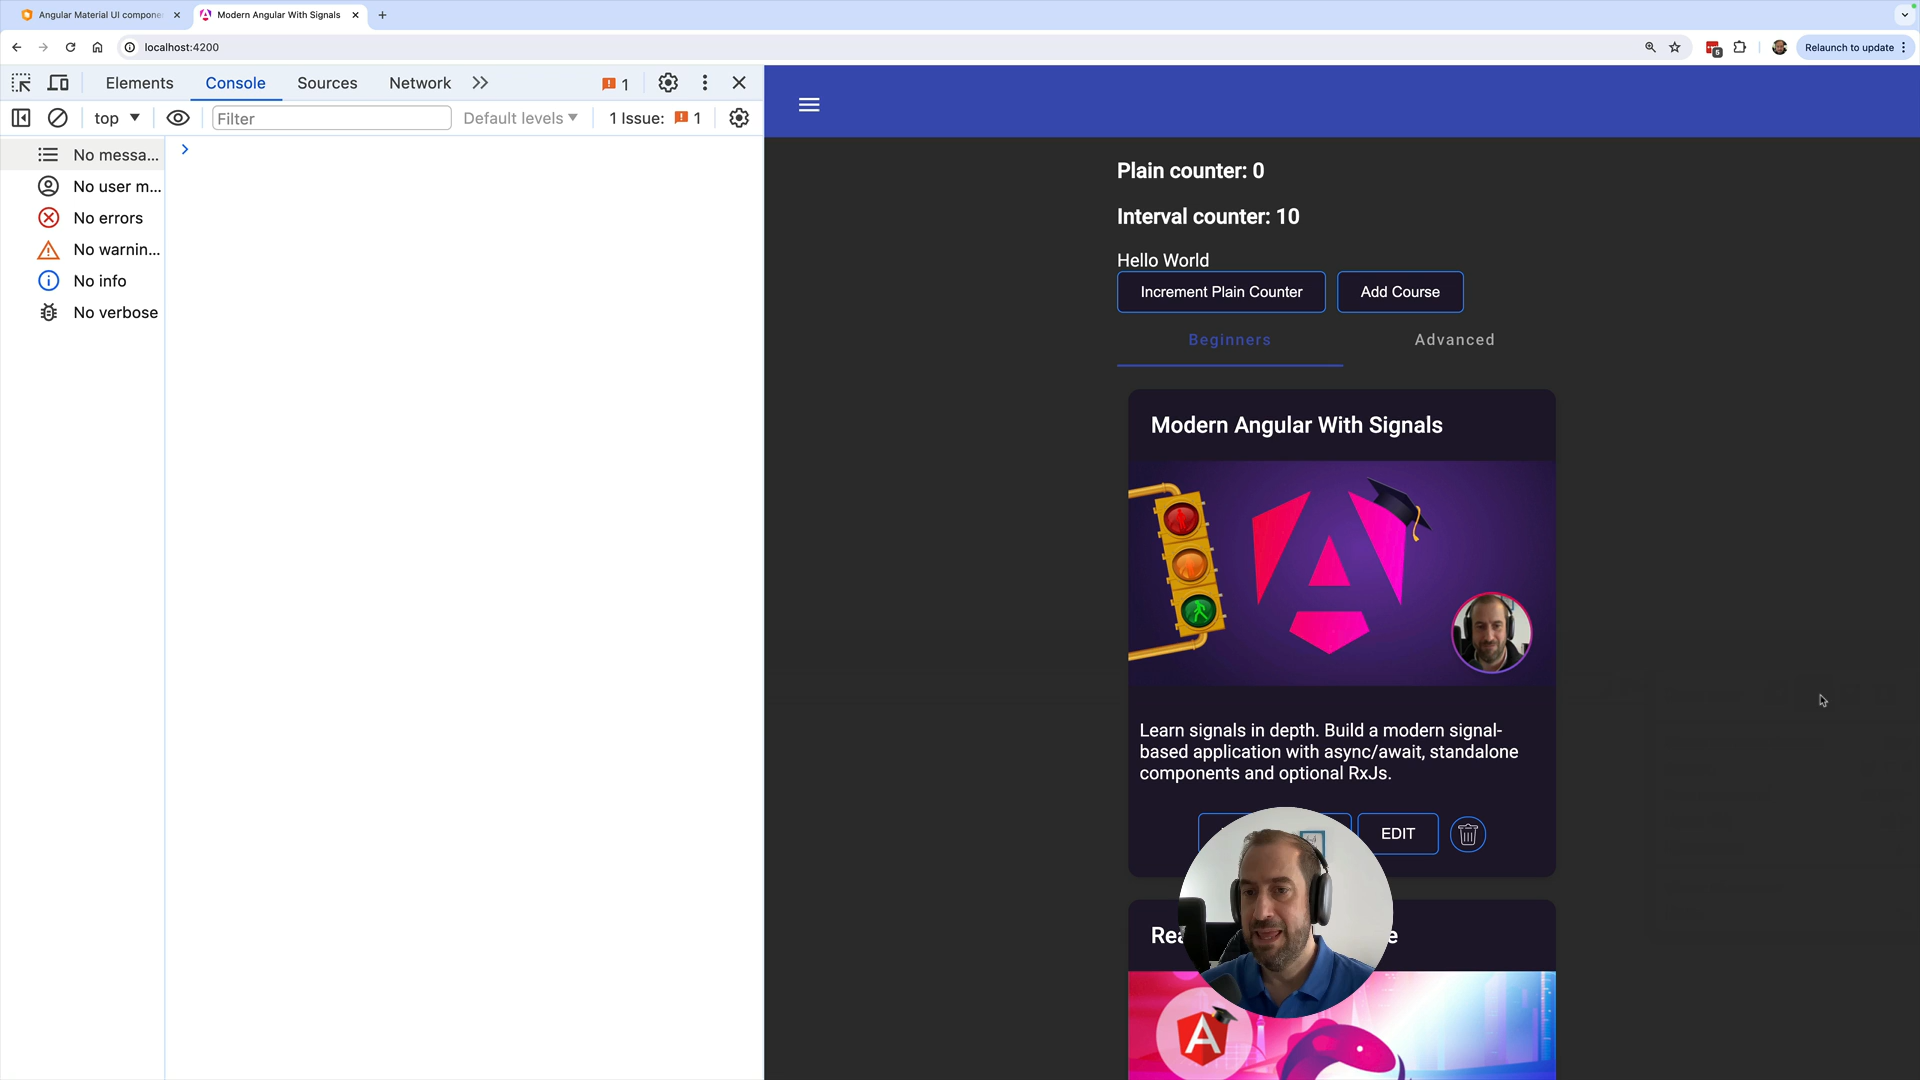 Angular Material UI compone
Modern Angular With Signals
localhost:4200
6
Relaunch to update
Elements
Console
Sources
Network
1
top
Filter
Default levels
1 Issue:
1
No messa...
No user m...
No errors
No warnin...
No info
No verbose
Plain counter: 0
Interval counter: 10
Hello World
Increment Plain Counter
Add Course
Beginners
Advanced
Modern Angular With Signals
Learn signals in depth. Build a modern signal-
based application with async/await, standalone
components and optional RxJs.
EDIT